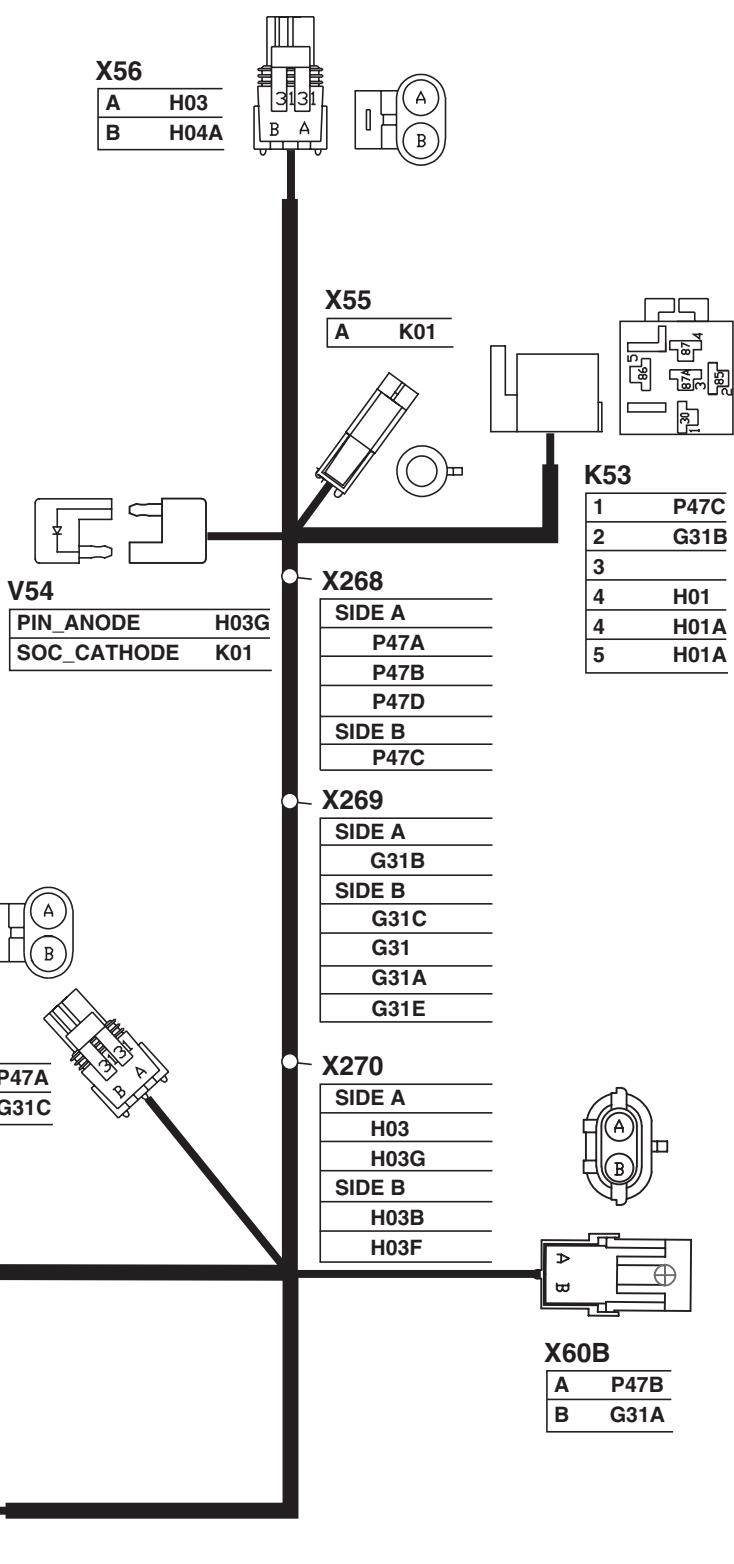 X56
A H03
B H04A
3131
B A
A
B
X55
A K01
87 4
5
86
87A
3
85
2
30
1
K53
1 P47C
2 G31B
3
4 H01
4 H01A
5 H01A
V54
PIN_ANODE H03G
SOC_CATHODE K01
X268
SIDE A
P47A
P47B
P47D
SIDE B
P47C
X269
SIDE A
G31B
SIDE B
G31C
G31
G31A
G31E
A
B
3131
B A
P47A
G31C
X270
SIDE A
H03
H03G
SIDE B
H03B
H03F
A
B
A
B
X60B
A P47B
B G31A